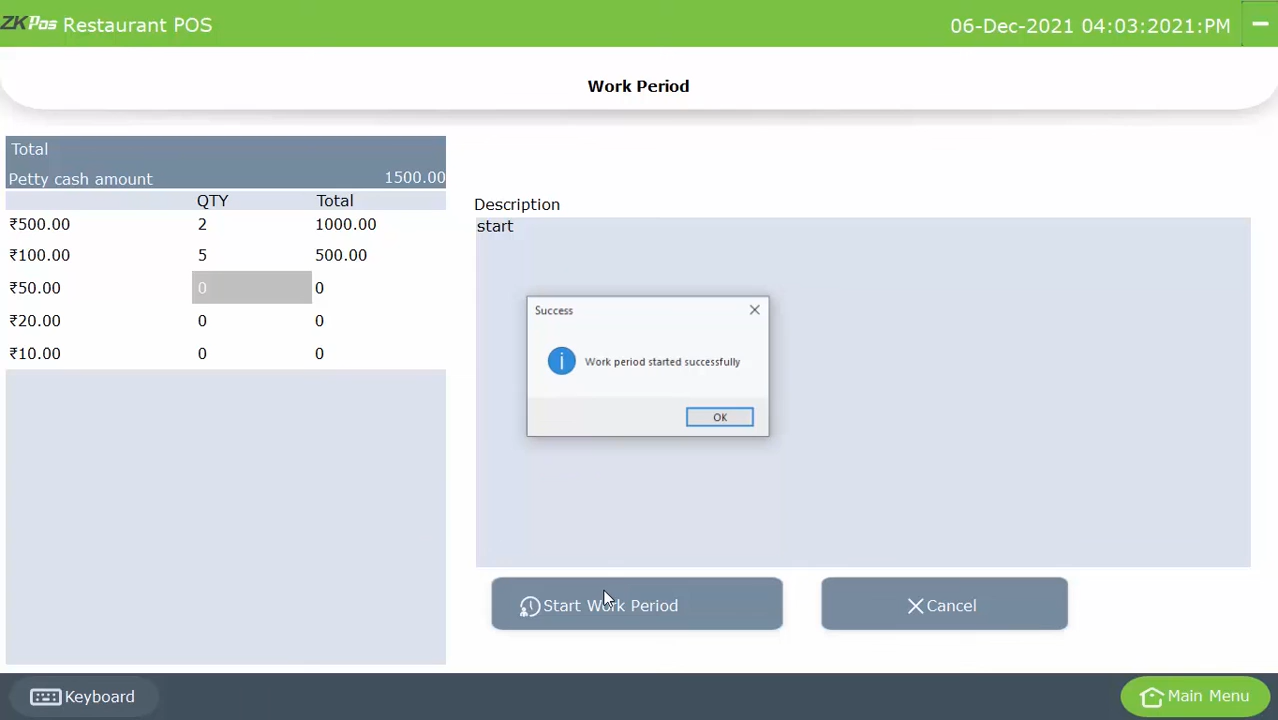 ZKPos Restaurant POS
06-Dec-2021 04:03:2021:PM
Work Period
Total
Petty cash amount 1500.00
QTY Total
₹500.00 2 1000.00
₹100.00 5 500.00
₹50.00 0 0
₹20.00 0 0
₹10.00 0 0
Description
start
Success
Work period started successfully
OK
Start Work Period
Cancel
Keyboard
Main Menu